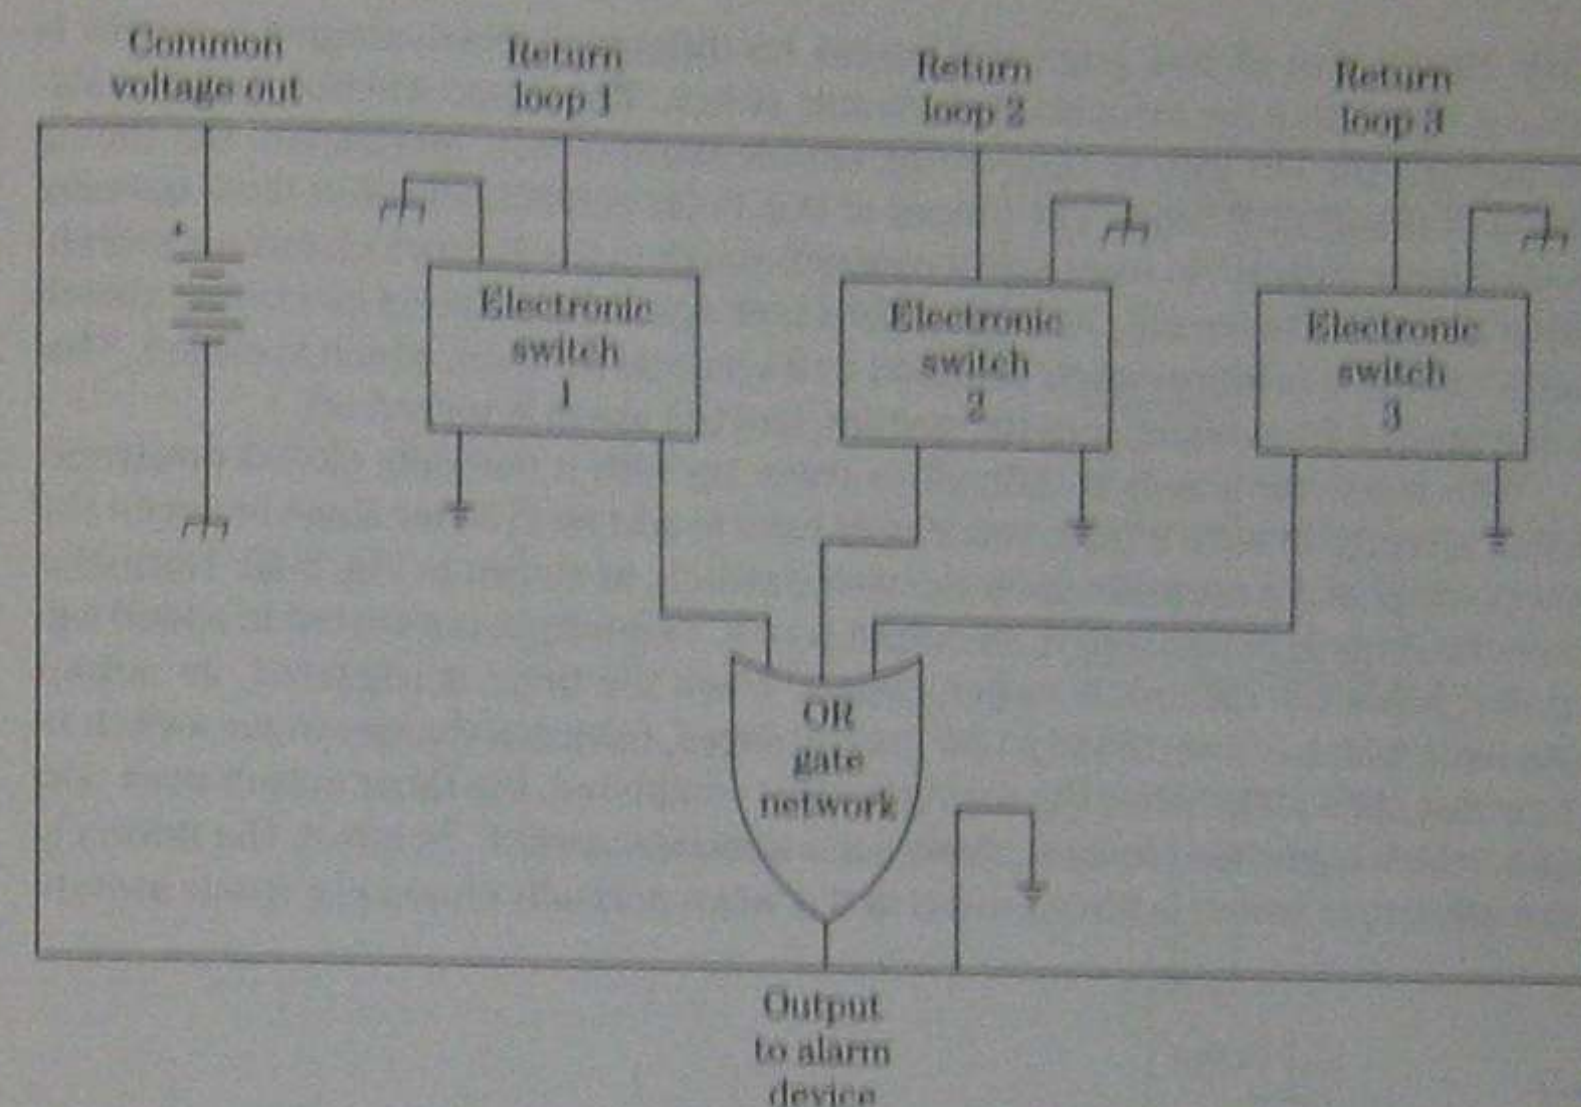 Common
voltage out
Return
loop 1
Return
loop 2
Return
loop 3
+
Electronic
switch
1
Electronic
switch
2
Electronic
switch
3
OR
gate
network
Output
to alarm
device